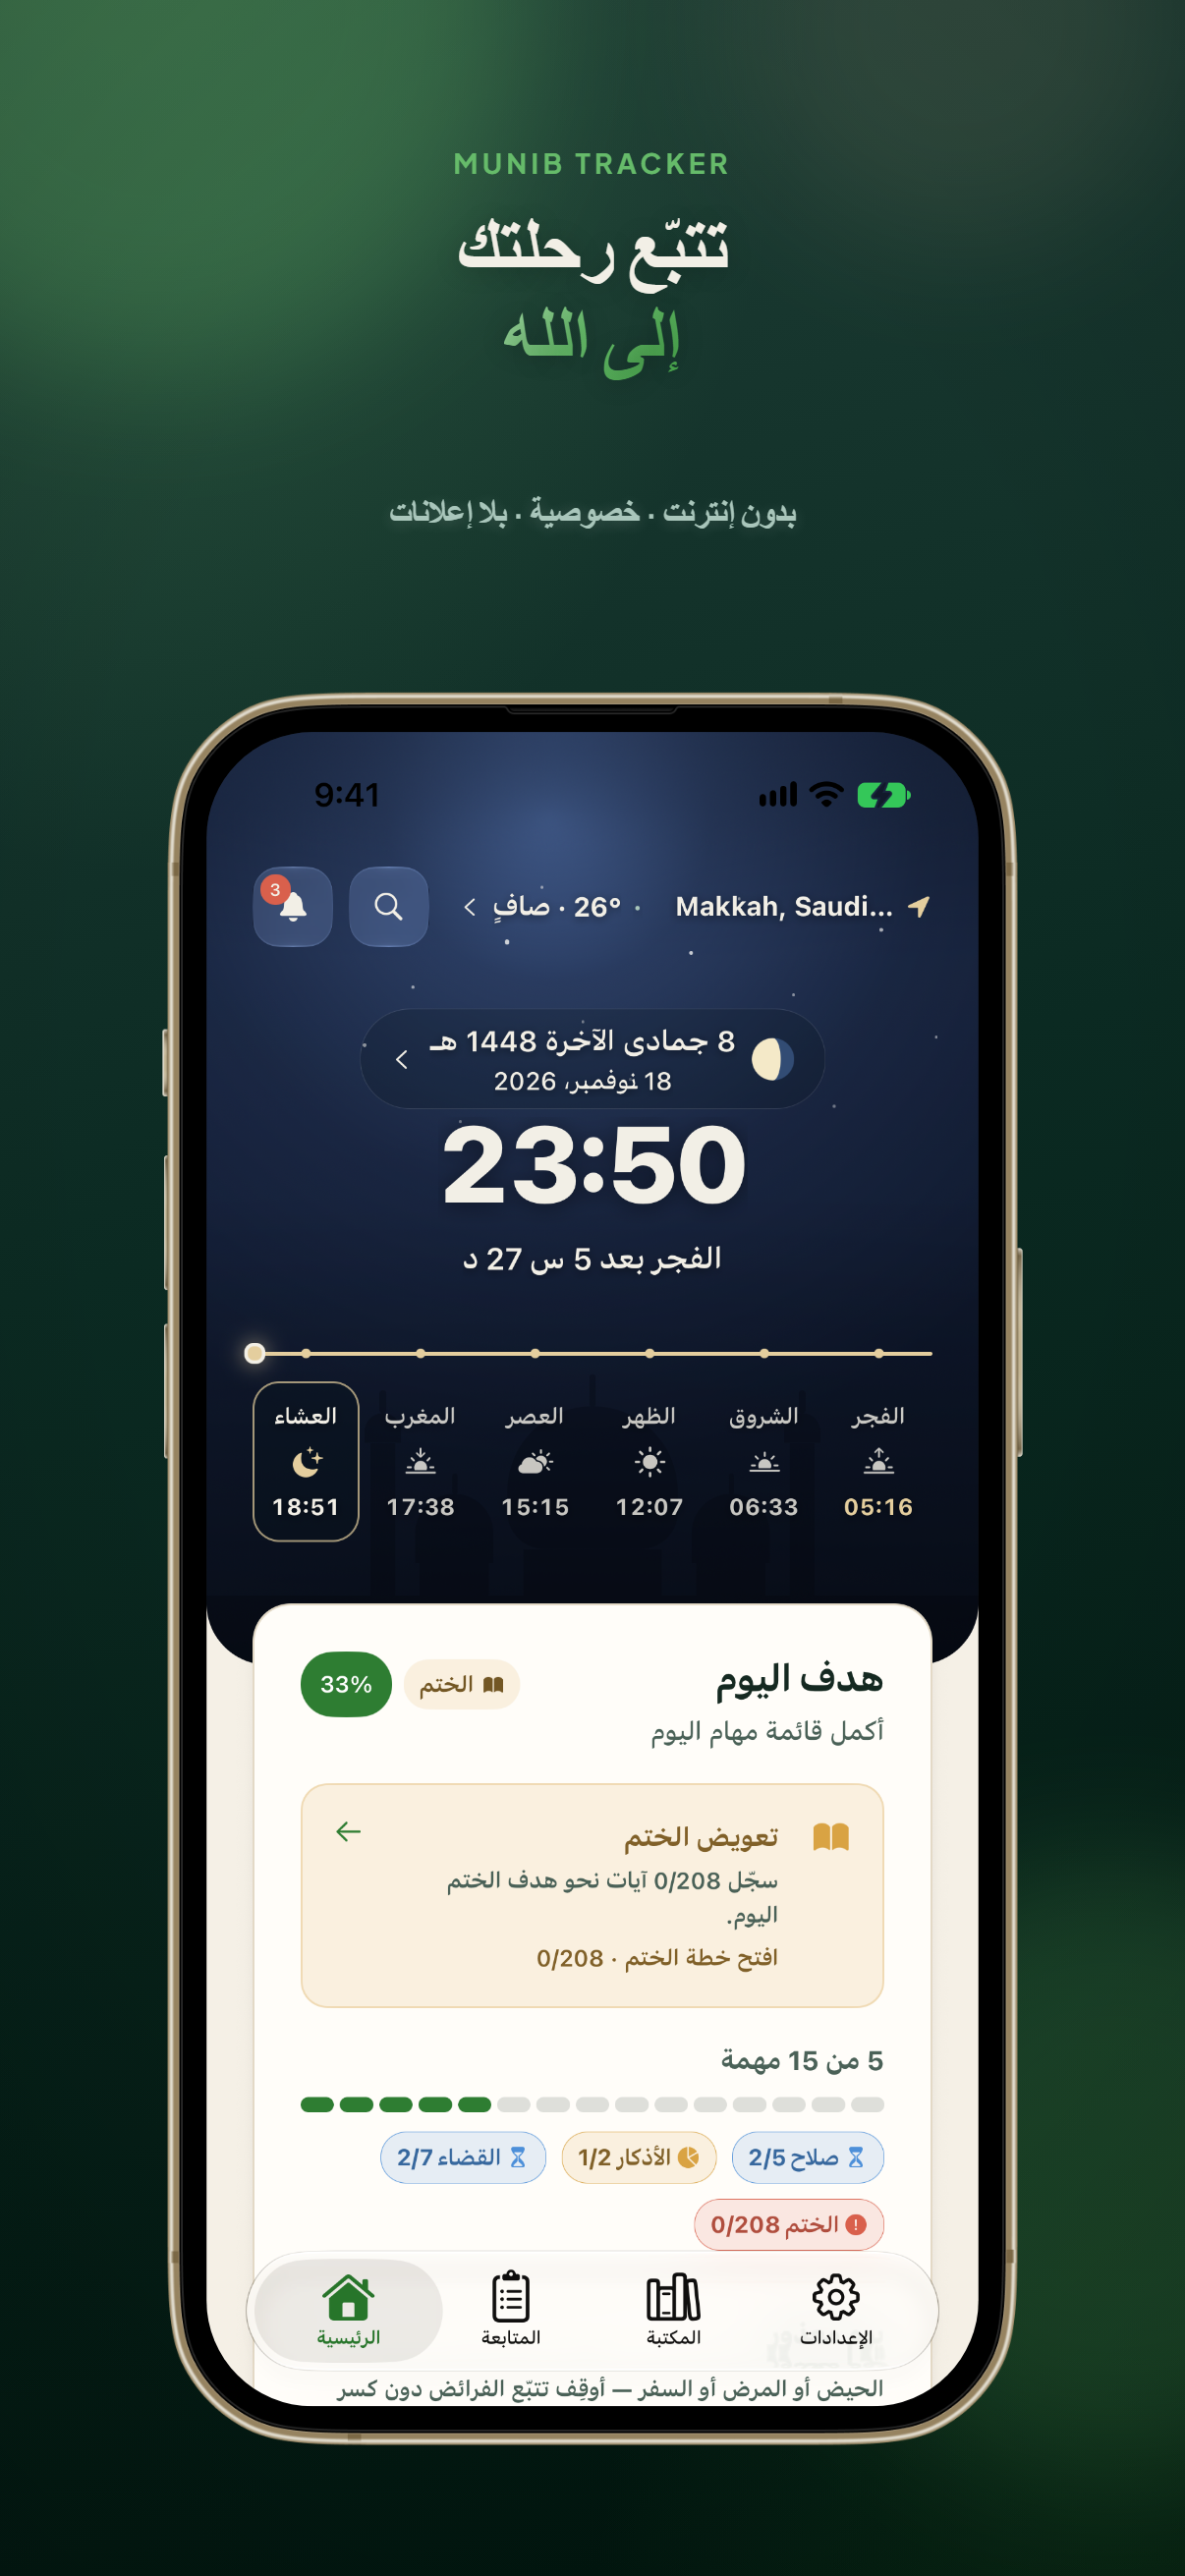 MUNIB TRACKER
تتبّع رحلتك
إلى الله
بدون إنترنت · خصوصية · بلا إعلانات
9:41
Makkah, Saudi... · 26° · صافٍ
3
8 جمادى الآخرة 1448 هـ
18 نوفمبر، 2026
23:50
الفجر بعد 5 س 27 د
الفجر الشروق الظهر العصر المغرب العشاء
05:16 06:33 12:07 15:15 17:38 18:51
هدف اليوم
الختم 33%
أكمل قائمة مهام اليوم
تعويض الختم
سجّل 0/208 آيات نحو هدف الختم
اليوم.
افتح خطة الختم · 0/208
5 من 15 مهمة
صلاح 2/5 الأذكار 1/2 القضاء 2/7
الختم 0/208
الإعدادات المكتبة المتابعة الرئيسية
الحيض أو المرض أو السفر — أوقِف تتبّع الفرائض دون كسر